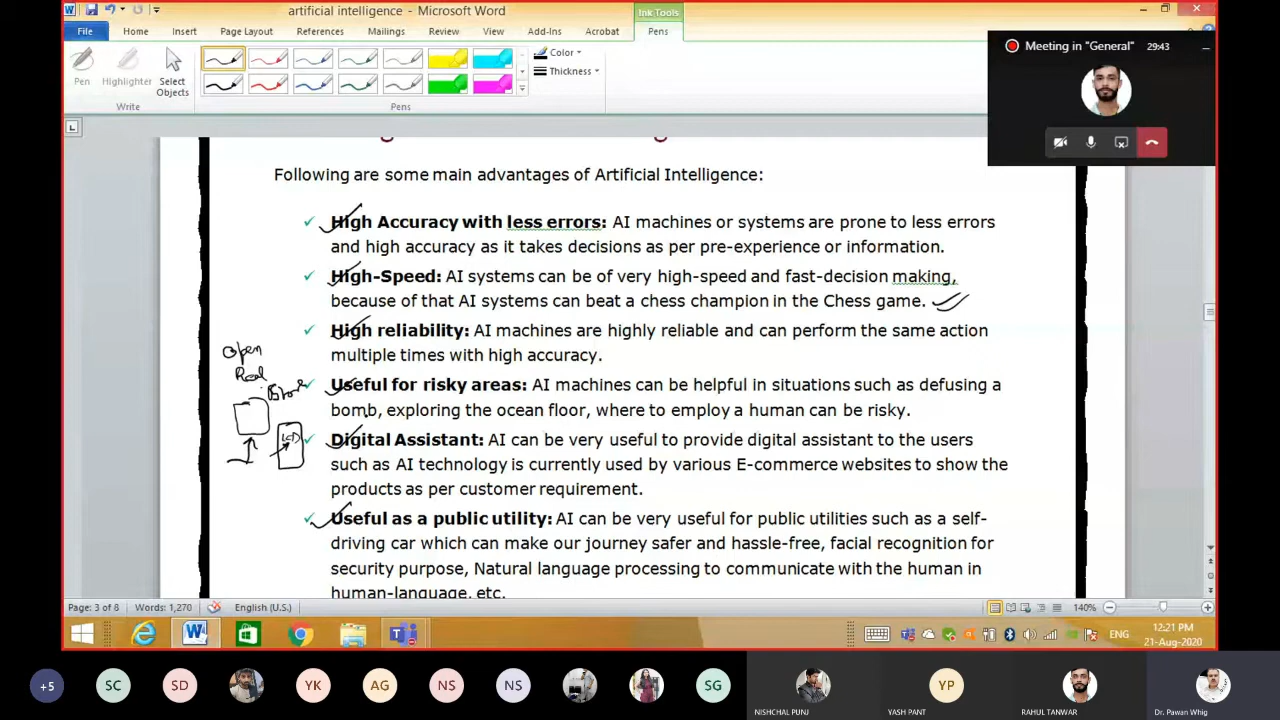 artificial intelligence - Microsoft Word
Ink Tools
File
Home
Insert
Page Layout
References
Mailings
Review
View
Add-Ins
Acrobat
Pens
Pen
Highlighter
Select
Objects
Color
Thickness
Write
Pens
Meeting in "General"
29:43
Following are some main advantages of Artificial Intelligence:
High Accuracy with less errors: AI machines or systems are prone to less errors
and high accuracy as it takes decisions as per pre-experience or information.
High-Speed: AI systems can be of very high-speed and fast-decision making,
because of that AI systems can beat a chess champion in the Chess game.
High reliability: AI machines are highly reliable and can perform the same action
multiple times with high accuracy.
Open
Real
Useful for risky areas: AI machines can be helpful in situations such as defusing a
bomb, exploring the ocean floor, where to employ a human can be risky.
Digital Assistant: AI can be very useful to provide digital assistant to the users
such as AI technology is currently used by various E-commerce websites to show the
products as per customer requirement.
Useful as a public utility: AI can be very useful for public utilities such as a self-
driving car which can make our journey safer and hassle-free, facial recognition for
security purpose, Natural language processing to communicate with the human in
human-language, etc.
Page: 3 of 8
Words: 1,270
English (U.S.)
140%
ENG
12:21 PM
21-Aug-2020
+5
SC
SD
YK
AG
NS
NS
SG
NISHCHAL PUNJ
YP
YASH PANT
RAHUL TANWAR
Dr. Pawan Whig